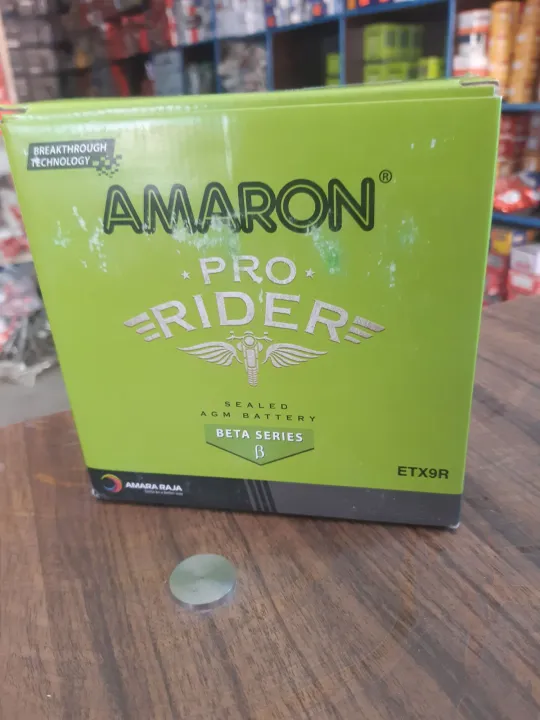 BREAKTHROUGH
TECHNOLOGY
AMARON®
PRO
RIDER
SEALED
AGM BATTERY
BETA SERIES
β
ETX9R
AMARA RAJA